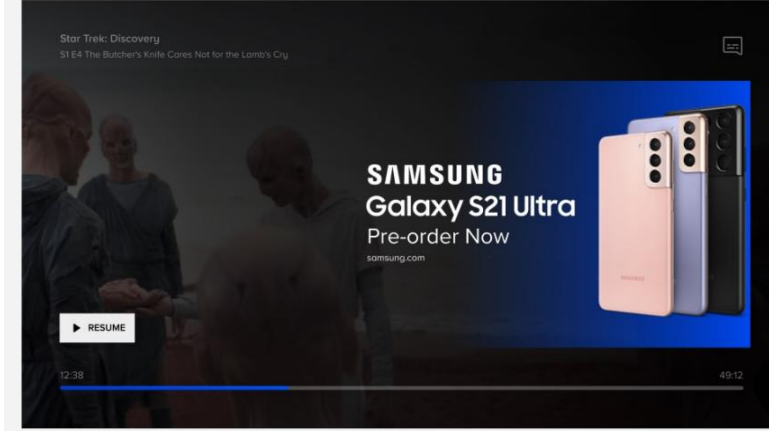 Star Trek: Discovery
S1 E4 The Butcher's Knife Cares Not for the Lamb's Cry
SAMSUNG
Galaxy S21 Ultra
Pre-order Now
samsung.com
SAMSUNG
RESUME
12:38
49:12